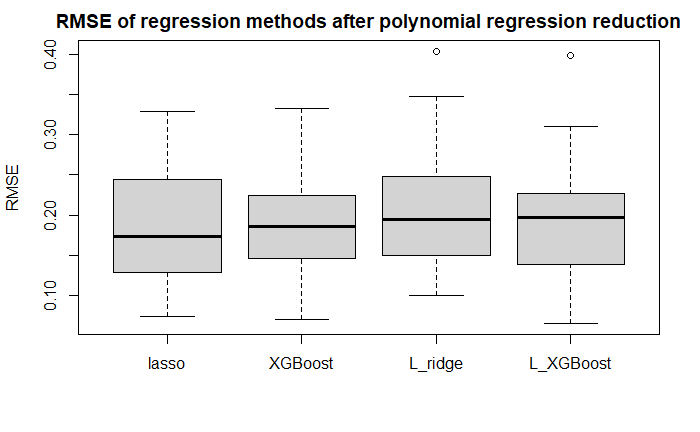 RMSE of regression methods after polynomial regression reduction
RMSE
0.40
0.30
0.20
0.10
lasso XGBoost L_ridge L_XGBoost